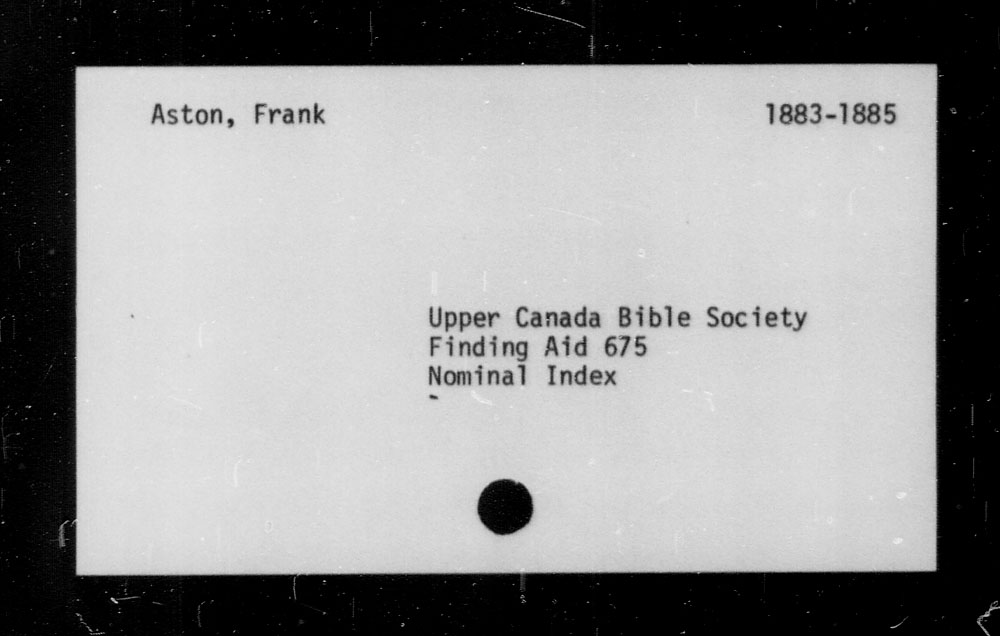 Aston, Frank 1883-1885
Upper Canada Bible Society
Finding Aid 675
Nominal Index